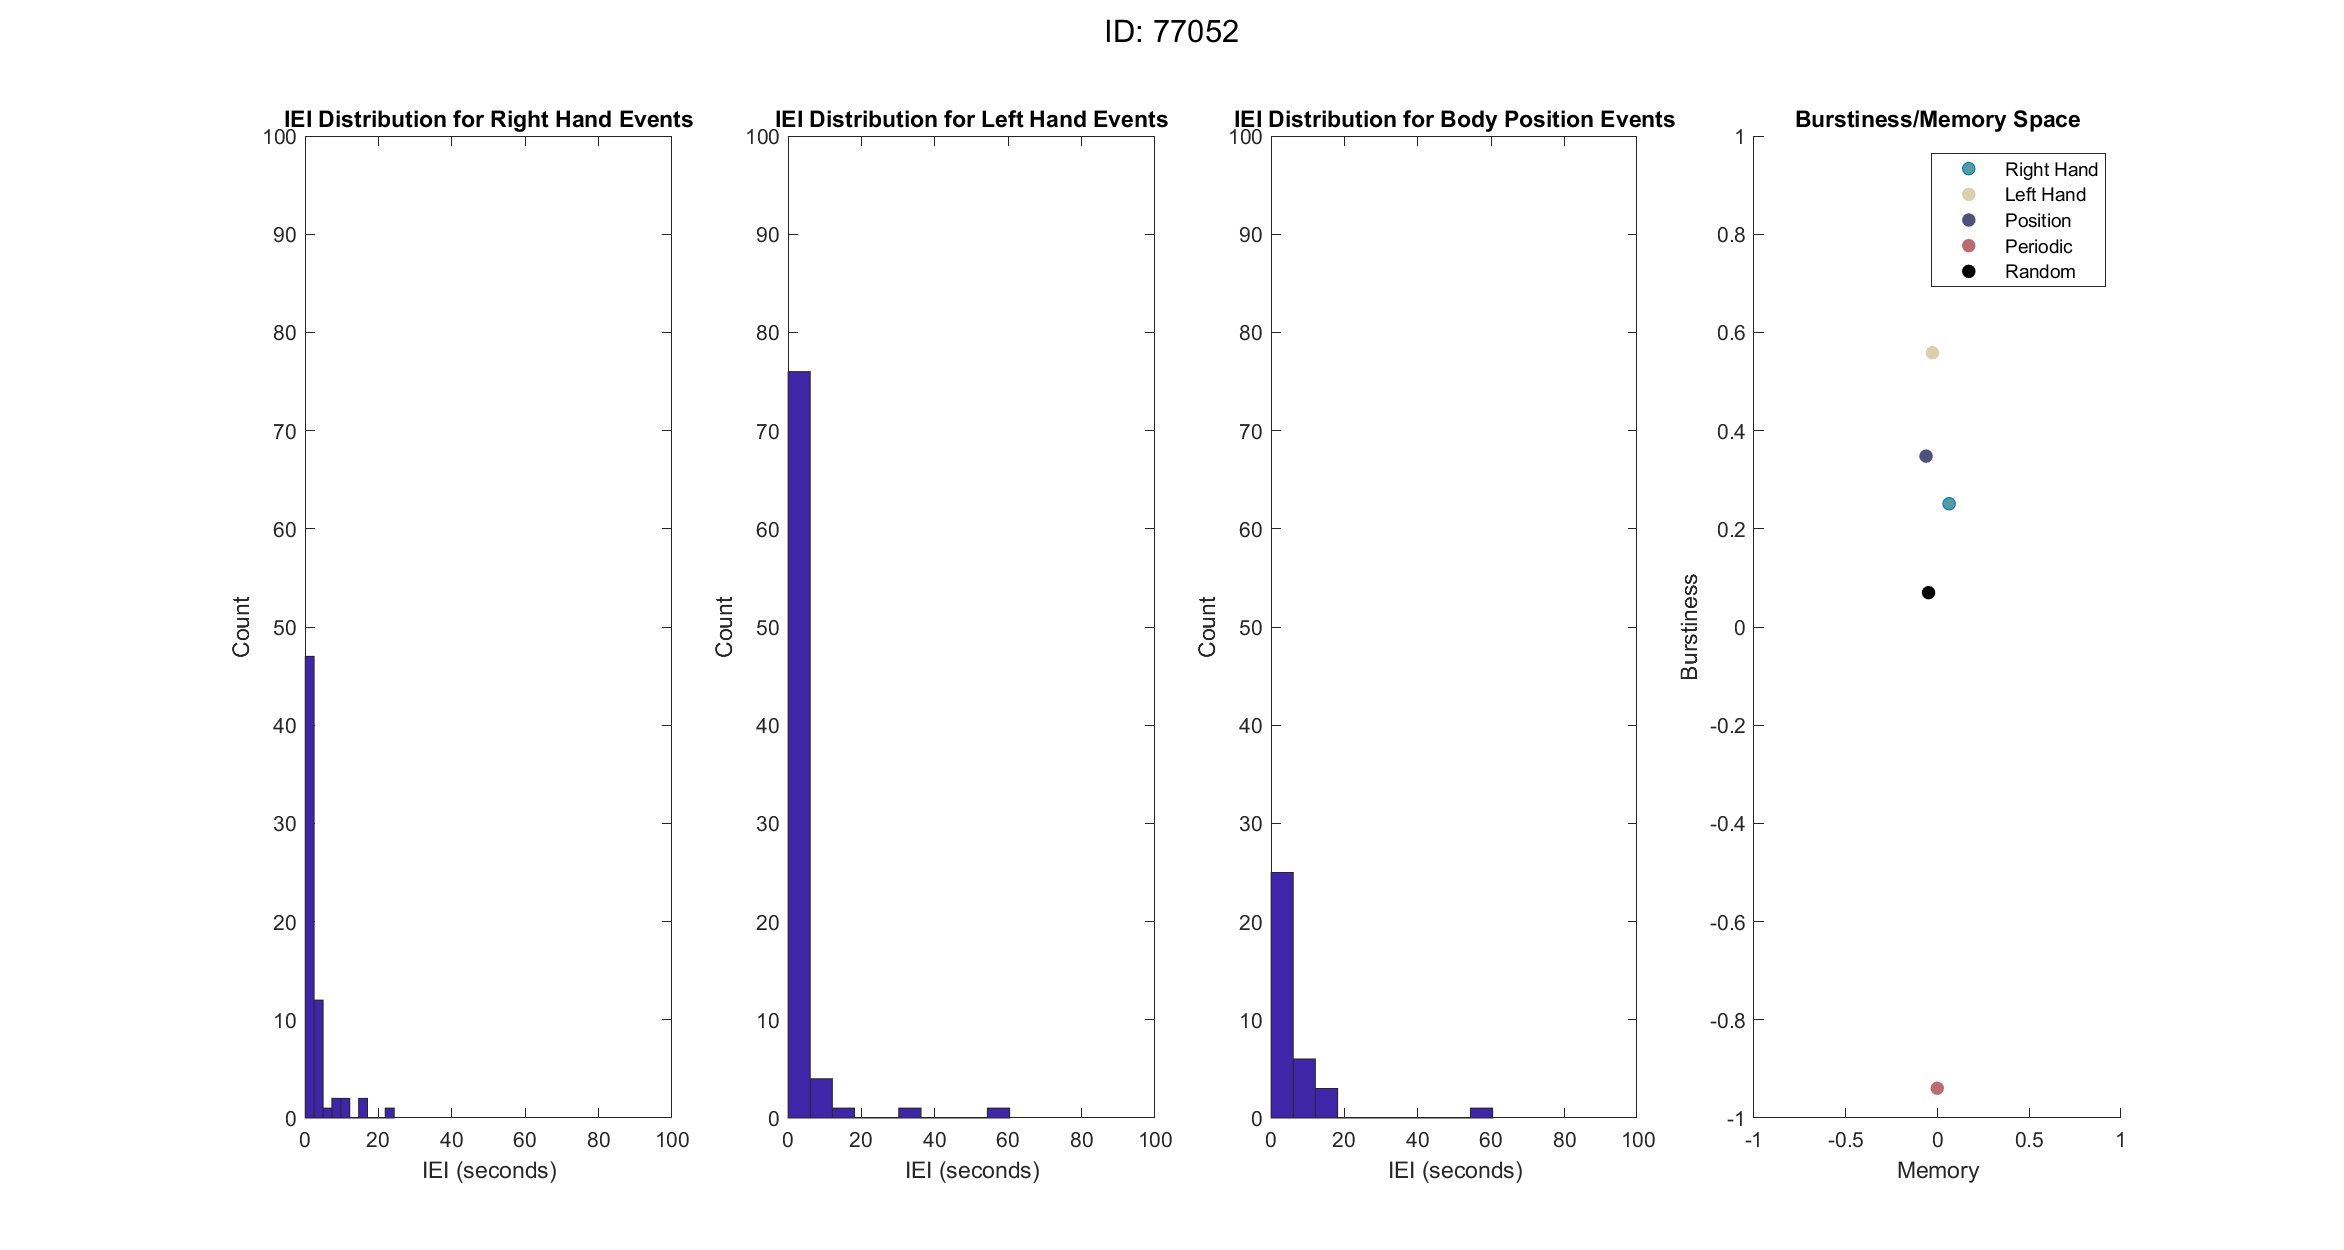 ID: 77052
IEI Distribution for Right Hand Events
100
90
80
70
60
50
40
30
20
10
0
Count
0 20 40 60 80 100
IEI (seconds)
IEI Distribution for Left Hand Events
100
90
80
70
60
50
40
30
20
10
0
Count
0 20 40 60 80 100
IEI (seconds)
IEI Distribution for Body Position Events
100
90
80
70
60
50
40
30
20
10
0
Count
0 20 40 60 80 100
IEI (seconds)
Burstiness/Memory Space
Right Hand
Left Hand
Position
Periodic
Random
1
0.8
0.6
0.4
0.2
0
-0.2
-0.4
-0.6
-0.8
-1
Burstiness
-1 -0.5 0 0.5 1
Memory